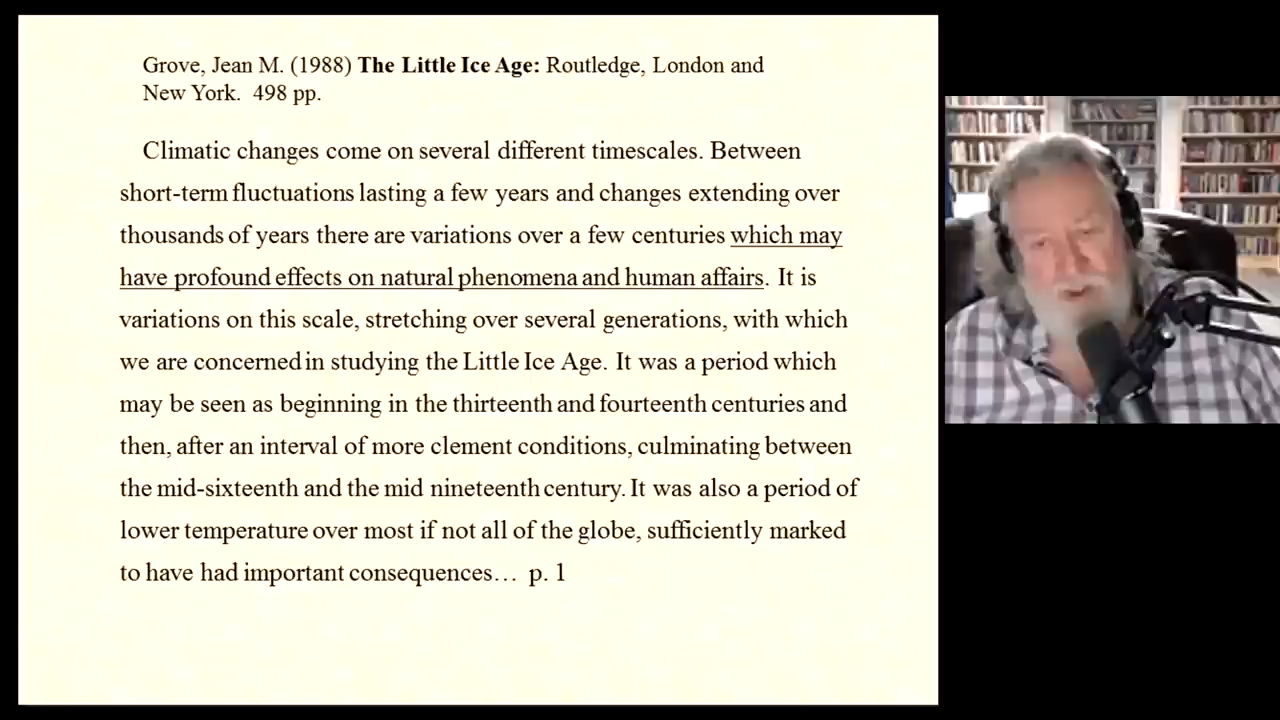 Grove, Jean M. (1988) The Little Ice Age: Routledge, London and
New York. 498 pp.
Climatic changes come on several different timescales. Between
short-term fluctuations lasting a few years and changes extending over
thousands of years there are variations over a few centuries which may
have profound effects on natural phenomena and human affairs. It is
variations on this scale, stretching over several generations, with which
we are concerned in studying the Little Ice Age. It was a period which
may be seen as beginning in the thirteenth and fourteenth centuries and
then, after an interval of more clement conditions, culminating between
the mid-sixteenth and the mid nineteenth century. It was also a period of
lower temperature over most if not all of the globe, sufficiently marked
to have had important consequences… p. 1